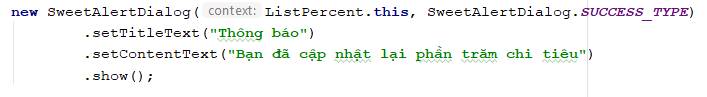 new SweetAlertDialog( context: ListPercent.this, SweetAlertDialog.SUCCESS_TYPE)
.setTitleText("Thông báo")
.setContentText("Bạn đã cập nhật lại phần trăm chi tiêu")
.show();